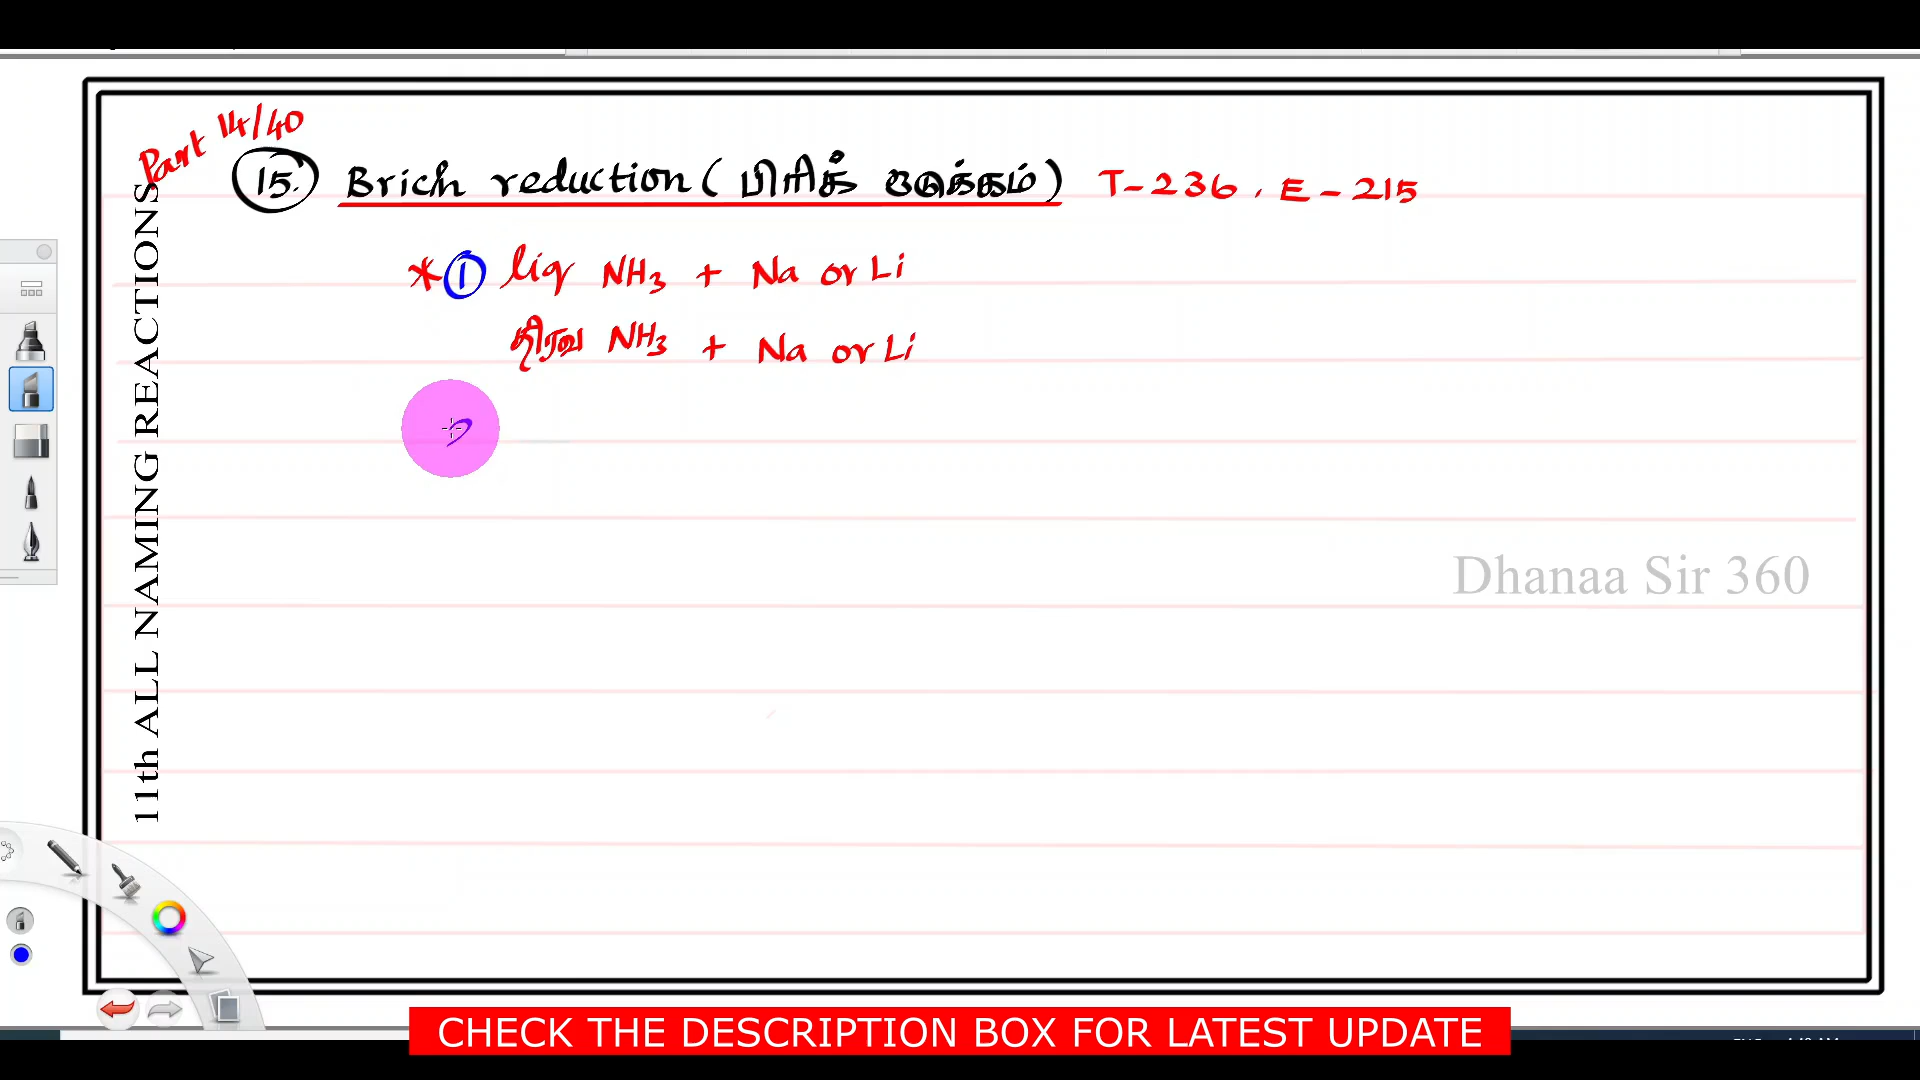 Part 14/40
15. Brich reduction (பிரிச் ஒடுக்கம்) T-236, E-215
* 1 liq NH3 + Na or Li
திரவ NH3 + Na or Li
11th ALL NAMING REACTIONS
Dhanaa Sir 360
CHECK THE DESCRIPTION BOX FOR LATEST UPDATE